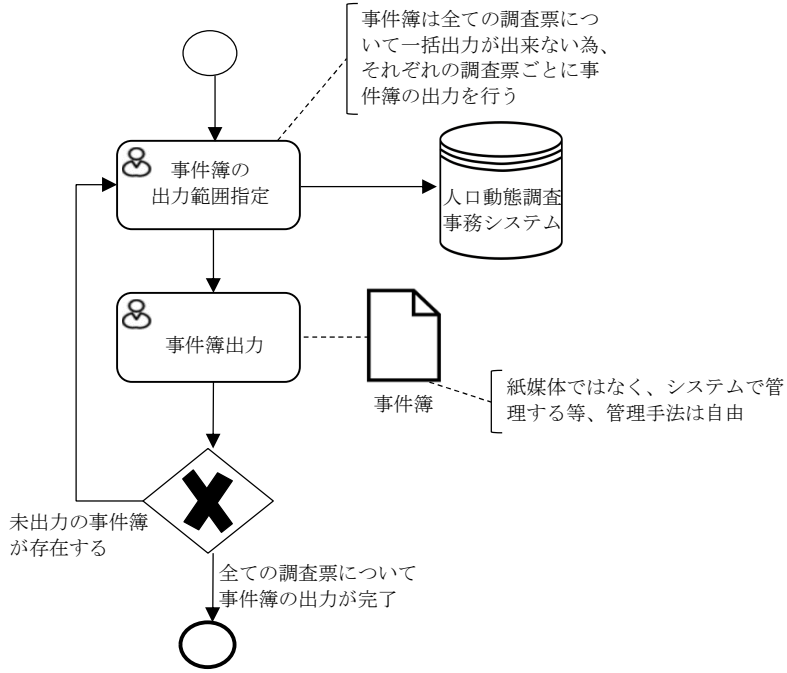 事件簿は全ての調査票につ
いて一括出力が出来ない為、
それぞれの調査票ごとに事
件簿の出力を行う
事件簿の
出力範囲指定
人口動態調査
事務システム
事件簿出力
事件簿
紙媒体ではなく、システムで管
理する等、管理手法は自由
未出力の事件簿
が存在する
全ての調査票について
事件簿の出力が完了